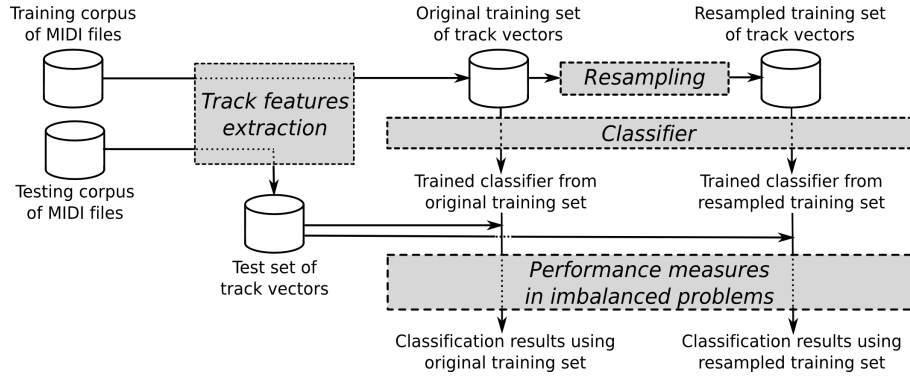 Training corpus
of MIDI files
Original training set
of track vectors
Resampled training set
of track vectors
Track features
extraction
Resampling
Classifier
Testing corpus
of MIDI files
Trained classifier from
original training set
Trained classifier from
resampled training set
Test set of
track vectors
Performance measures
in imbalanced problems
Classification results using
original training set
Classification results using
resampled training set